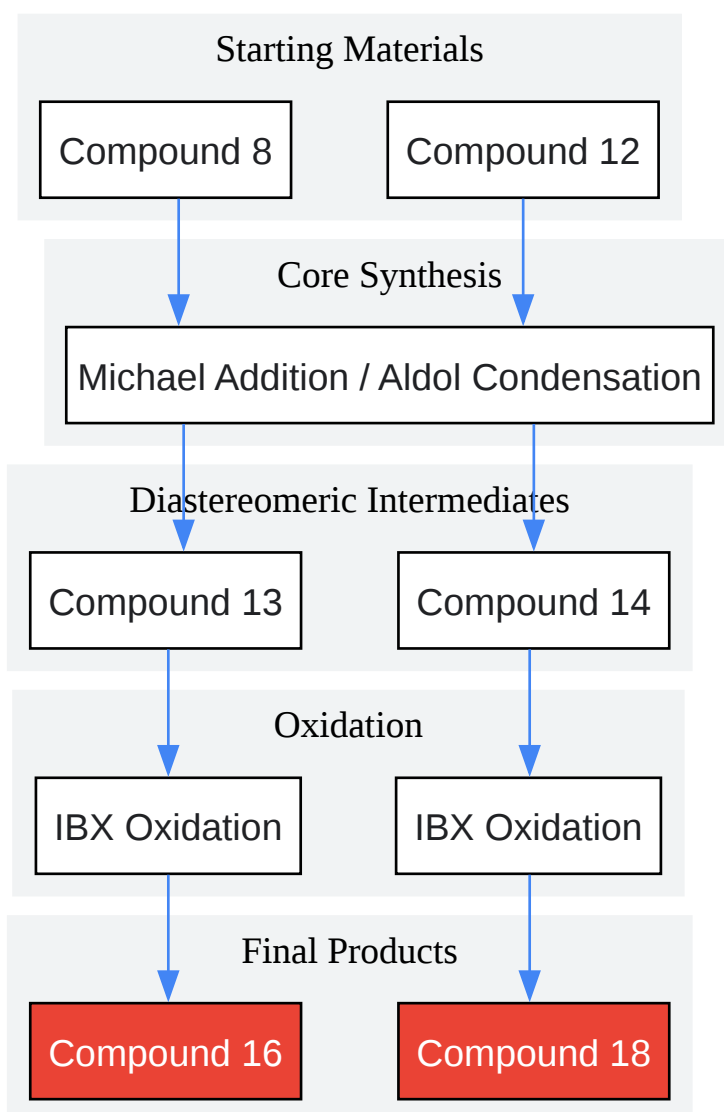 Starting Materials
Compound 8
Compound 12
Core Synthesis
Michael Addition / Aldol Condensation
Diastereomeric Intermediates
Compound 13
Compound 14
Oxidation
IBX Oxidation
IBX Oxidation
Final Products
Compound 16
Compound 18